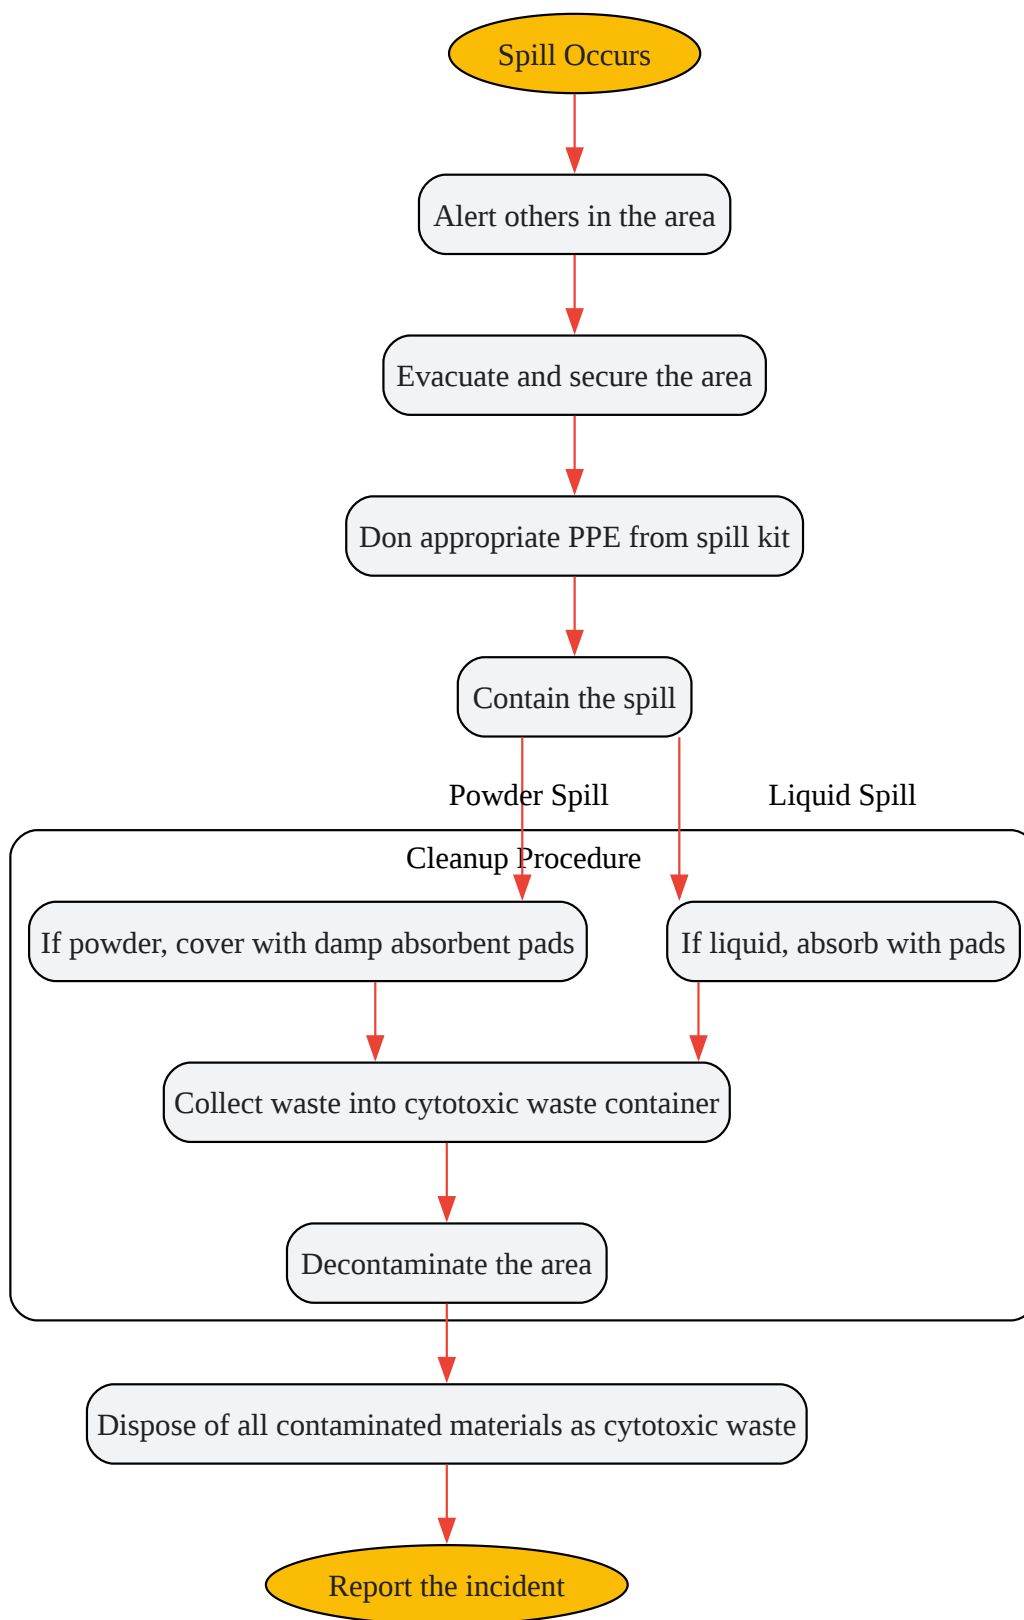 Spill Occurs
Alert others in the area
Evacuate and secure the area
Don appropriate PPE from spill kit
Contain the spill
Powder Spill
Liquid Spill
Cleanup Procedure
If powder, cover with damp absorbent pads
If liquid, absorb with pads
Collect waste into cytotoxic waste container
Decontaminate the area
Dispose of all contaminated materials as cytotoxic waste
Report the incident